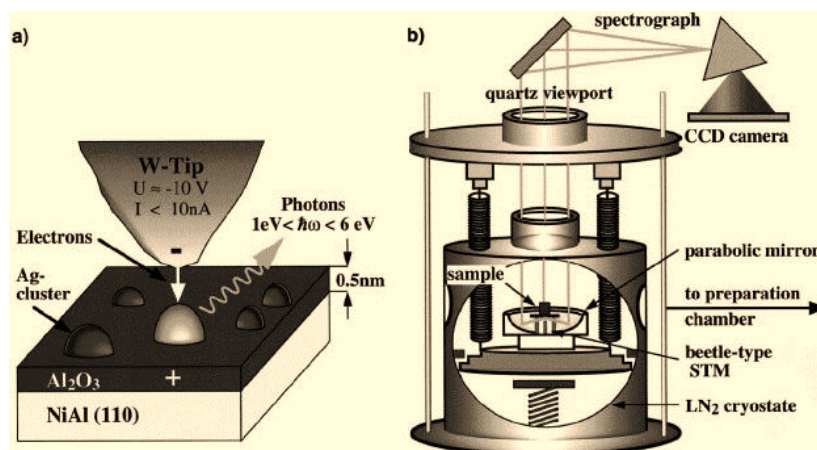 a)
W-Tip
U ≈ -10 V
I < 10nA
Photons
1eV< ħω < 6 eV
Electrons
Ag-
cluster
0.5nm
Al₂O₃
+
NiAl (110)
b)
spectrograph
quartz viewport
CCD camera
parabolic mirror
sample
to preparation
chamber
beetle-type
STM
LN₂ cryostate